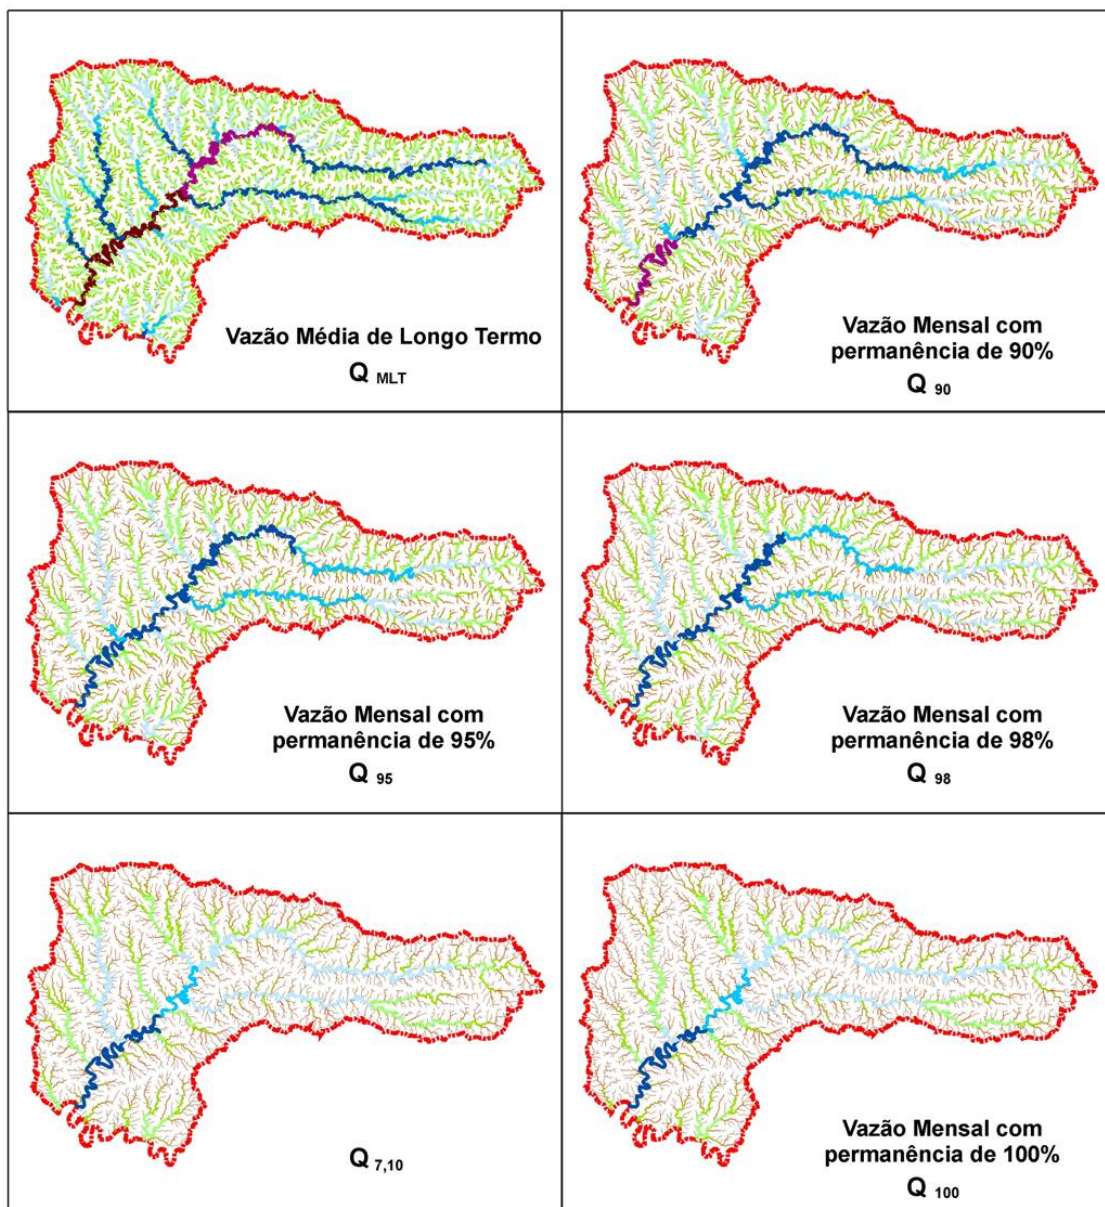 Vazão Média de Longo Termo
Q MLT
Vazão Mensal com
permanência de 90%
Q 90
Vazão Mensal com
permanência de 95%
Q 95
Vazão Mensal com
permanência de 98%
Q 98
Q 7,10
Vazão Mensal com
permanência de 100%
Q 100